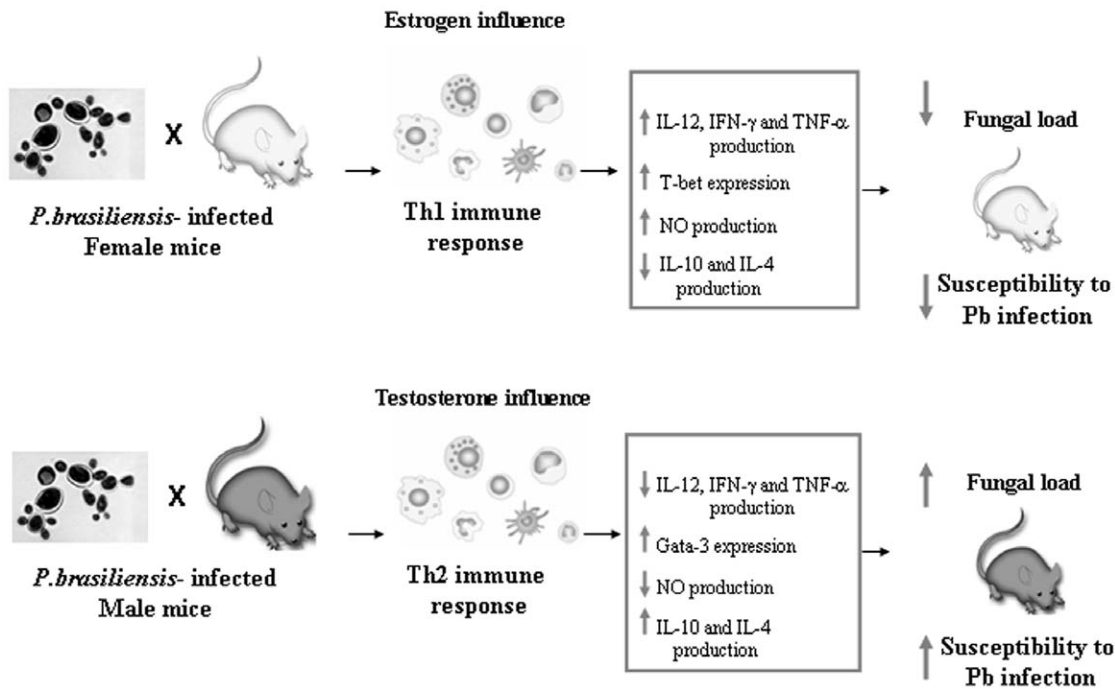 Estrogen influence
X
P.brasiliensis- infected
Female mice
Th1 immune
response
↑ IL-12, IFN-γ and TNF-α
production
↑ T-bet expression
↑ NO production
↓ IL-10 and IL-4
production
↓ Fungal load
↓ Susceptibility to
Pb infection
Testosterone influence
X
P.brasiliensis- infected
Male mice
Th2 immune
response
↓ IL-12, IFN-γ and TNF-α
production
↑ Gata-3 expression
↓ NO production
↑ IL-10 and IL-4
production
↑ Fungal load
↑ Susceptibility to
Pb infection